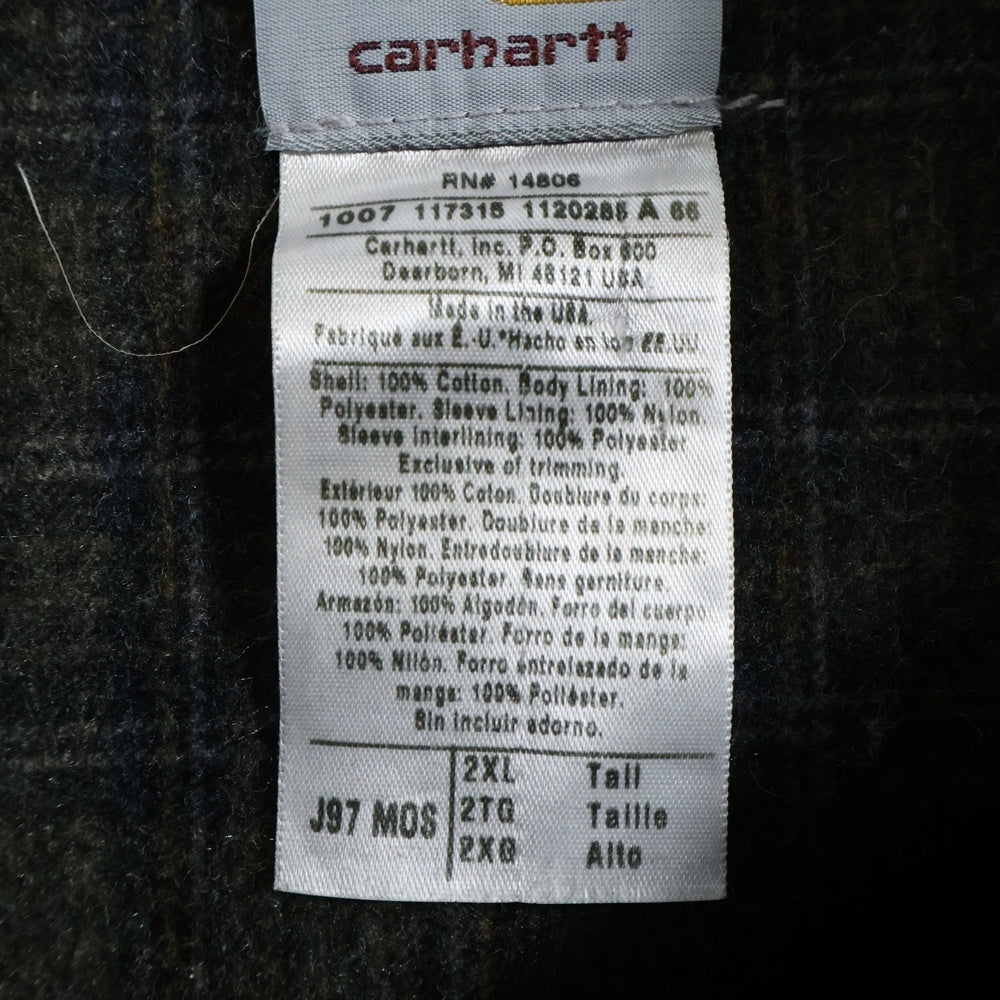 carhartt
RN# 14806
1007 117315 1120285 A 66
Carhartt, Inc. P.O. Box 600
Dearborn, MI 48121 USA
Made in the USA.
Fabriqué aux É.-U.*Hecho en los EE.UU.
Shell: 100% Cotton. Body Lining: 100%
Polyester. Sleeve Lining: 100% Nylon.
Sleeve Interlining: 100% Polyester
Exclusive of trimming.
Extérieur 100% Coton. Doublure du corps:
100% Polyester. Doublure de la manche:
100% Nylon. Entredoublure de la manche:
100% Polyester. Sans garniture.
Armazón: 100% Algodón. Forro del cuerpo
100% Poliéster. Forro de la manga:
100% Nilón. Forro entrelazado de la
manga: 100% Poliéster.
Sin incluir adorno.
J97 MOS
2XL Tall
2TG Taille
2XG Alto